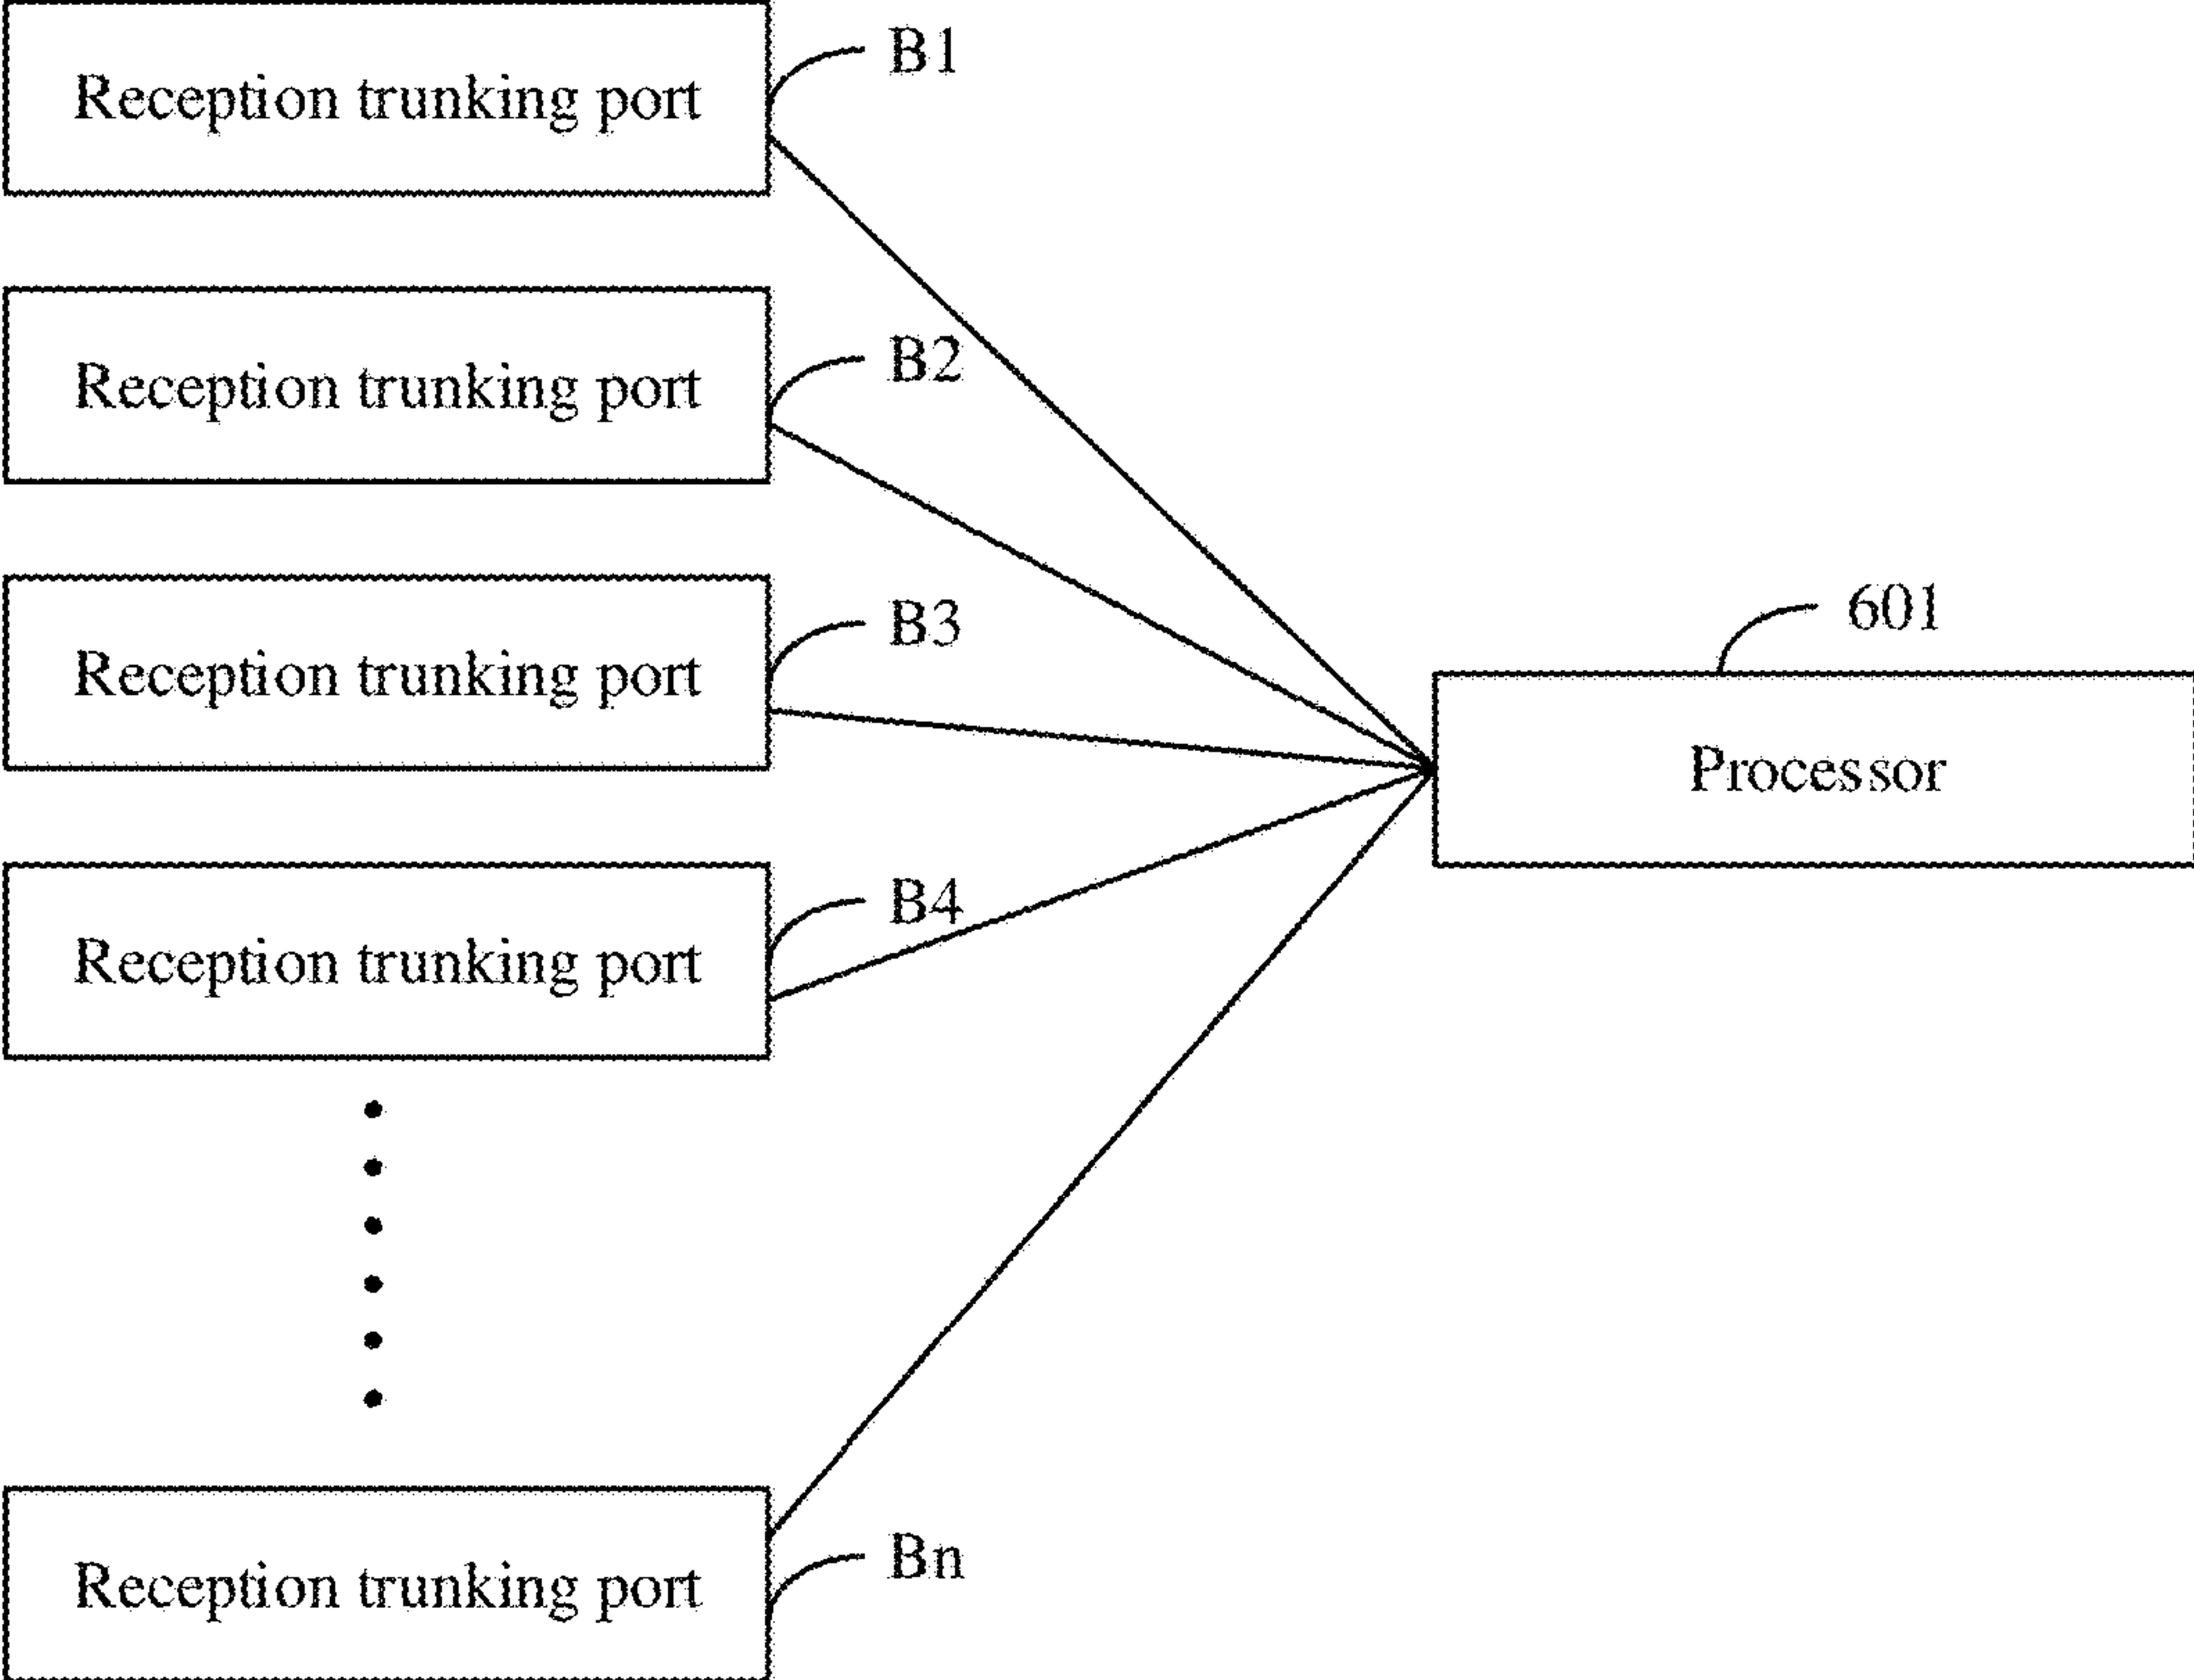 B1
Reception trunking port
B2
Reception trunking port
B3
Reception trunking port
601
Processor
B4
Reception trunking port
Bn
Reception trunking port